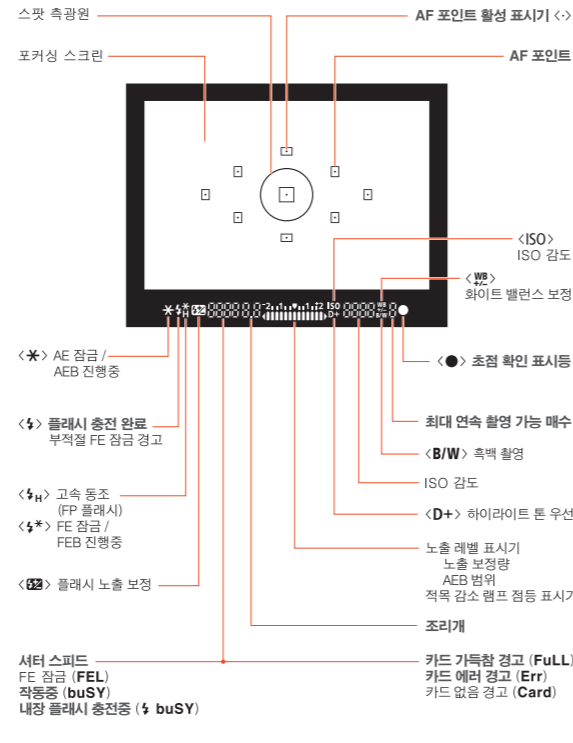 스팟 측광원
AF 포인트 활성 표시기 <·>
포커싱 스크린
AF 포인트
<ISO>
ISO 감도
<WB +/->
화이트 밸런스 보정
<✱> AE 잠금 /
AEB 진행중
<●> 초점 확인 표시등
<⚡> 플래시 충전 완료
부적절 FE 잠금 경고
최대 연속 촬영 가능 매수
<B/W> 흑백 촬영
ISO 감도
<⚡H> 고속 동조
(FP 플래시)
<⚡*> FE 잠금 /
FEB 진행중
<D+> 하이라이트 톤 우선
노출 레벨 표시기
노출 보정량
AEB 범위
적목 감소 램프 점등 표시기
<> 플래시 노출 보정
조리개
셔터 스피드
FE 잠금 (FEL)
작동중 (buSY)
내장 플래시 충전중 (⚡ buSY)
카드 가득참 경고 (FuLL)
카드 에러 경고 (Err)
카드 없음 경고 (Card)